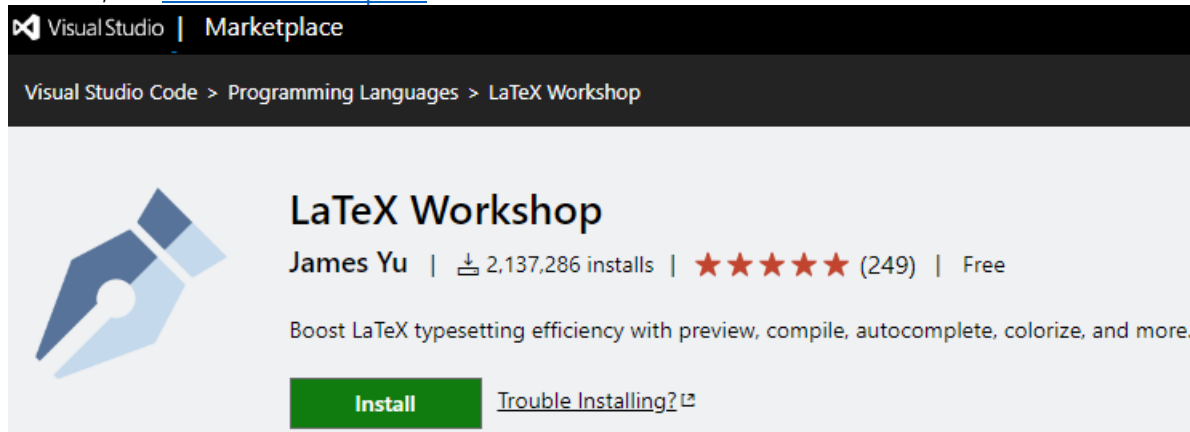 Visual Studio | Marketplace
Visual Studio Code > Programming Languages > LaTeX Workshop
LaTeX Workshop
James Yu | 2,137,286 installs | ★★★★★ (249) | Free
Boost LaTeX typesetting efficiency with preview, compile, autocomplete, colorize, and more.
Install Trouble Installing?